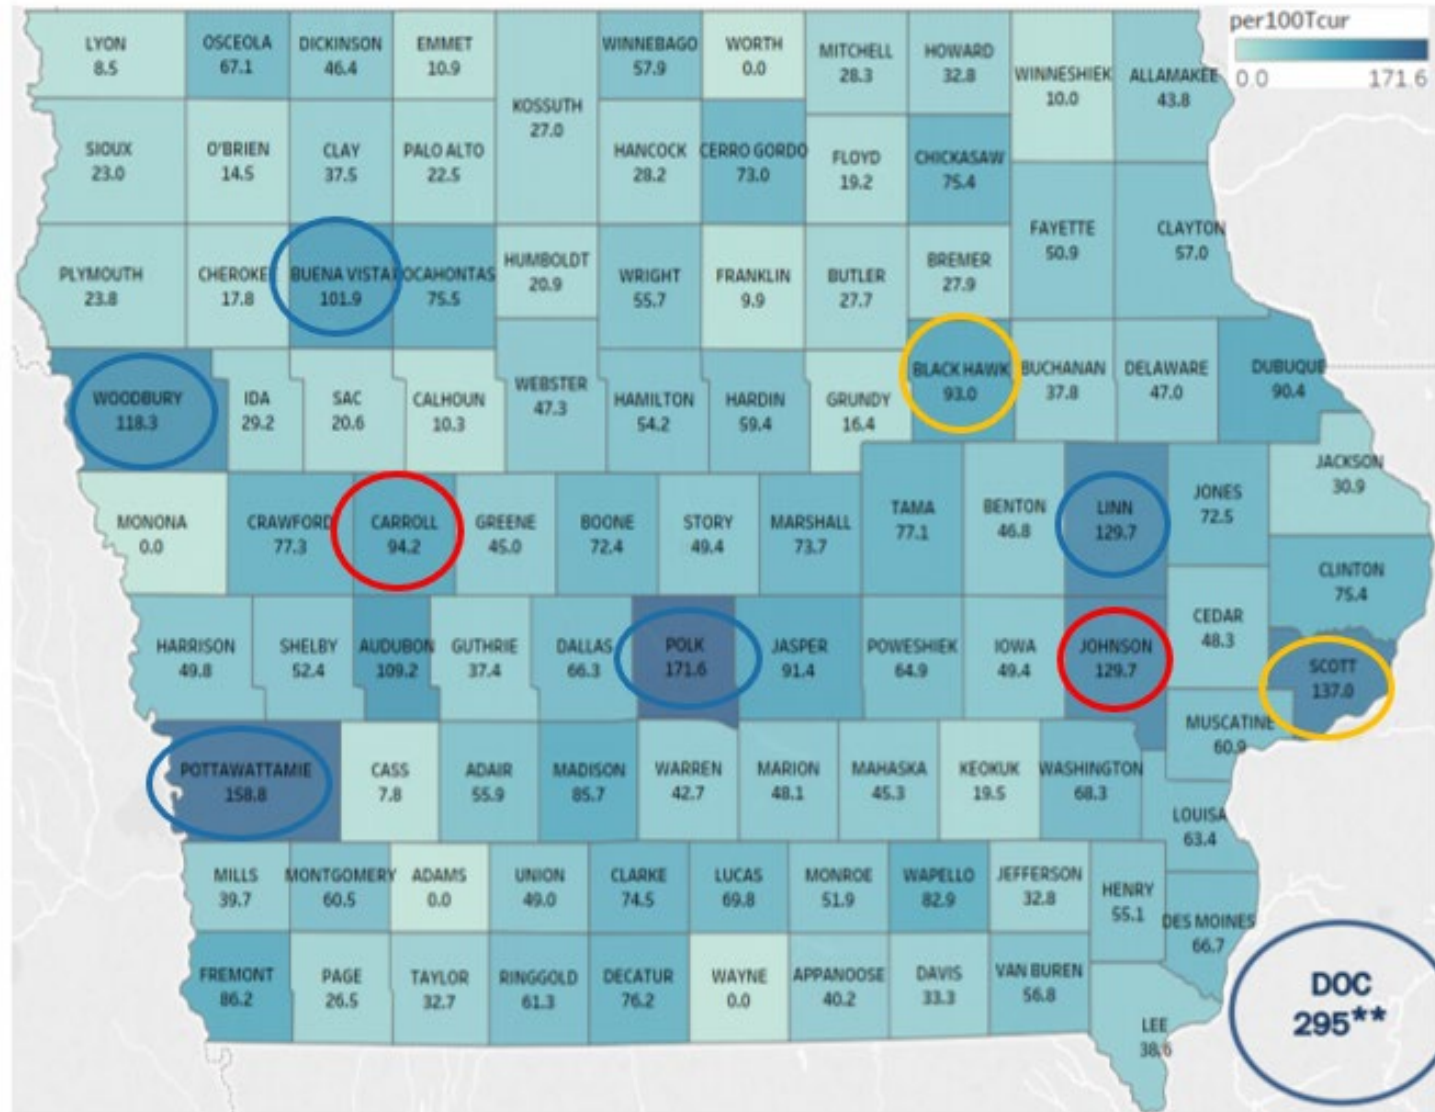 per100Tcur
0.0 171.6
LYON
8.5
OSCEOLA
67.1
DICKINSON
46.4
EMMET
10.9
KOSSUTH
27.0
WINNEBAGO
57.9
WORTH
0.0
MITCHELL
28.3
HOWARD
32.8
WINNESHIEK
10.0
ALLAMAKEE
43.8
SIOUX
23.0
O'BRIEN
14.5
CLAY
37.5
PALO ALTO
22.5
HANCOCK
28.2
CERRO GORDO
73.0
FLOYD
19.2
CHICKASAW
75.4
FAYETTE
50.9
CLAYTON
57.0
PLYMOUTH
23.8
CHEROKE
17.8
BUENA VISTA
101.9
OCAHONTAS
75.5
HUMBOLDT
20.9
WRIGHT
55.7
FRANKLIN
9.9
BUTLER
27.7
BREMER
27.9
WOODBURY
118.3
IDA
29.2
SAC
20.6
CALHOUN
10.3
WEBSTER
47.3
HAMILTON
54.2
HARDIN
59.4
GRUNDY
16.4
BLACK HAWK
93.0
BUCHANAN
37.8
DELAWARE
47.0
DUBUQUE
90.4
JACKSON
30.9
MONONA
0.0
CRAWFORD
77.3
CARROLL
94.2
GREENE
45.0
BOONE
72.4
STORY
49.4
MARSHALL
73.7
TAMA
77.1
BENTON
46.8
LINN
129.7
JONES
72.5
CLINTON
75.4
HARRISON
49.8
SHELBY
52.4
AUDUBON
109.2
GUTHRIE
37.4
DALLAS
66.3
POLK
171.6
JASPER
91.4
POWESHIEK
64.9
IOWA
49.4
JOHNSON
129.7
CEDAR
48.3
SCOTT
137.0
MUSCATINE
60.9
POTTAWATTAMIE
158.8
CASS
7.8
ADAIR
55.9
MADISON
85.7
WARREN
42.7
MARION
48.1
MAHASKA
45.3
KEOKUK
19.5
WASHINGTON
68.3
LOUISA
63.4
MILLS
39.7
MONTGOMERY
60.5
ADAMS
0.0
UNION
49.0
CLARKE
74.5
LUCAS
69.8
MONROE
51.9
WAPELLO
82.9
JEFFERSON
32.8
HENRY
55.1
DES MOINES
66.7
FREMONT
86.2
PAGE
26.5
TAYLOR
32.7
RINGGOLD
61.3
DECATUR
76.2
WAYNE
0.0
APPANOOSE
40.2
DAVIS
33.3
VAN BUREN
56.8
LEE
38.6
DOC
295**